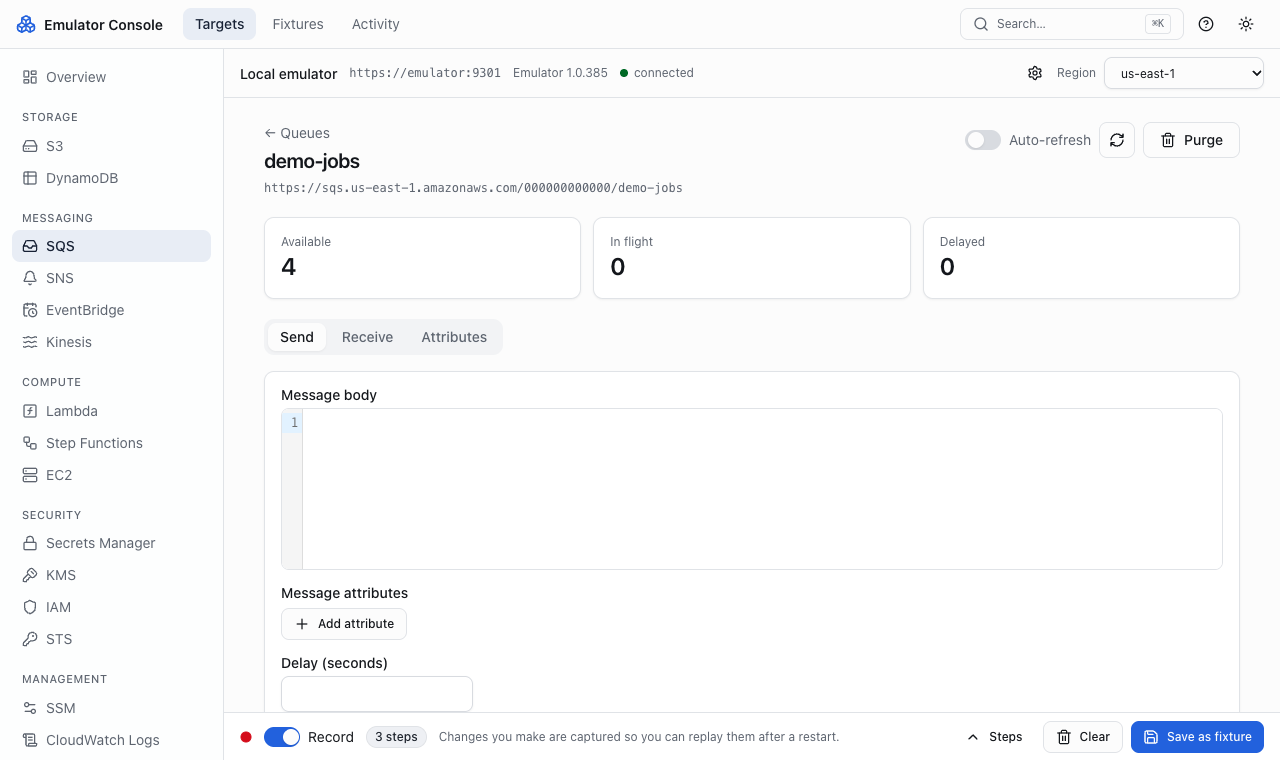 Emulator Console
Targets
Fixtures
Activity
Search...
⌘K
Overview
STORAGE
S3
DynamoDB
MESSAGING
SQS
SNS
EventBridge
Kinesis
COMPUTE
Lambda
Step Functions
EC2
SECURITY
Secrets Manager
KMS
IAM
STS
MANAGEMENT
SSM
CloudWatch Logs
Local emulator
https://emulator:9301
Emulator 1.0.385
connected
Region
us-east-1
← Queues
demo-jobs
https://sqs.us-east-1.amazonaws.com/000000000000/demo-jobs
Auto-refresh
Purge
Available
4
In flight
0
Delayed
0
Send
Receive
Attributes
Message body
1
Message attributes
Add attribute
Delay (seconds)
Record
3 steps
Changes you make are captured so you can replay them after a restart.
Steps
Clear
Save as fixture